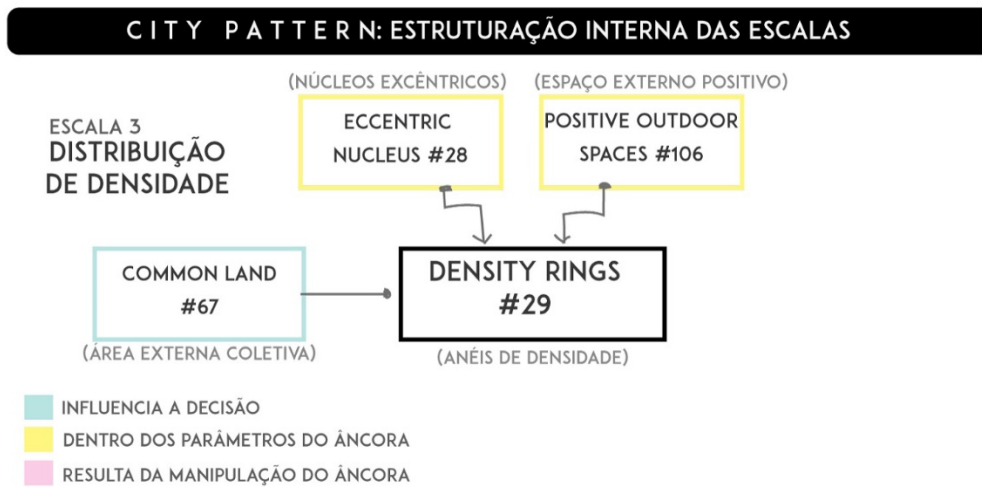 CITY PATTERN: ESTRUTURAÇÃO INTERNA DAS ESCALAS
(NÚCLEOS EXCÊNTRICOS)
(ESPAÇO EXTERNO POSITIVO)
ESCALA 3
DISTRIBUIÇÃO
DE DENSIDADE
ECCENTRIC
NUCLEUS #28
POSITIVE OUTDOOR
SPACES #106
COMMON LAND
#67
(ÁREA EXTERNA COLETIVA)
DENSITY RINGS
#29
(ANÉIS DE DENSIDADE)
INFLUENCIA A DECISÃO
DENTRO DOS PARÂMETROS DO ÂNCORA
RESULTA DA MANIPULAÇÃO DO ÂNCORA